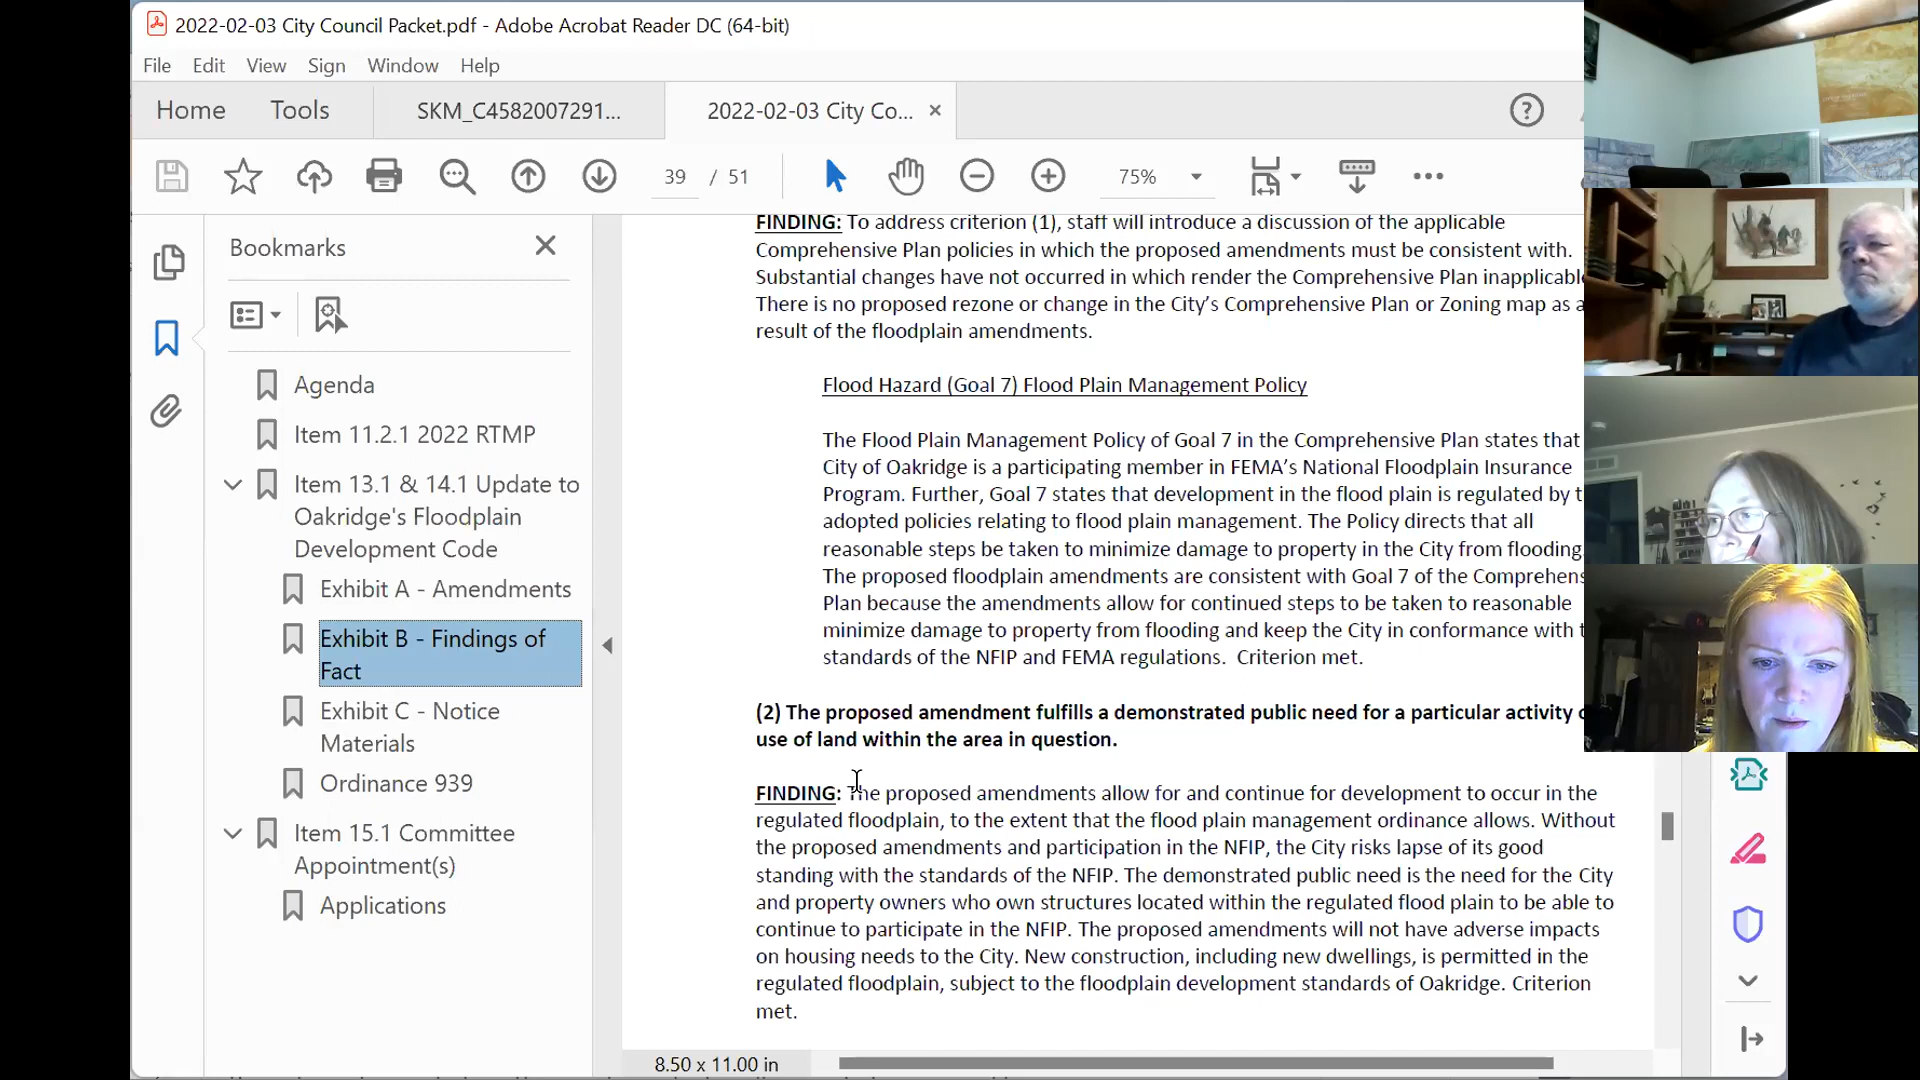 2022-02-03 City Council Packet.pdf - Adobe Acrobat Reader DC (64-bit)
File Edit View Sign Window Help
Home Tools SKM_C4582007291... 2022-02-03 City Co...
39 / 51 75%
Bookmarks
Agenda
Item 11.2.1 2022 RTMP
Item 13.1 & 14.1 Update to
Oakridge's Floodplain
Development Code
Exhibit A - Amendments
Exhibit B - Findings of
Fact
Exhibit C - Notice
Materials
Ordinance 939
Item 15.1 Committee
Appointment(s)
Applications
FINDING: To address criterion (1), staff will introduce a discussion of the applicable
Comprehensive Plan policies in which the proposed amendments must be consistent with.
Substantial changes have not occurred in which render the Comprehensive Plan inapplicable
There is no proposed rezone or change in the City’s Comprehensive Plan or Zoning map as a
result of the floodplain amendments.
Flood Hazard (Goal 7) Flood Plain Management Policy
The Flood Plain Management Policy of Goal 7 in the Comprehensive Plan states that
City of Oakridge is a participating member in FEMA’s National Floodplain Insurance
Program. Further, Goal 7 states that development in the flood plain is regulated by
adopted policies relating to flood plain management. The Policy directs that all
reasonable steps be taken to minimize damage to property in the City from flooding
The proposed floodplain amendments are consistent with Goal 7 of the Comprehens
Plan because the amendments allow for continued steps to be taken to reasonable
minimize damage to property from flooding and keep the City in conformance with
standards of the NFIP and FEMA regulations. Criterion met.
(2) The proposed amendment fulfills a demonstrated public need for a particular activity
use of land within the area in question.
FINDING: The proposed amendments allow for and continue for development to occur in the
regulated floodplain, to the extent that the flood plain management ordinance allows. Without
the proposed amendments and participation in the NFIP, the City risks lapse of its good
standing with the standards of the NFIP. The demonstrated public need is the need for the City
and property owners who own structures located within the regulated flood plain to be able to
continue to participate in the NFIP. The proposed amendments will not have adverse impacts
on housing needs to the City. New construction, including new dwellings, is permitted in the
regulated floodplain, subject to the floodplain development standards of Oakridge. Criterion
met.
8.50 x 11.00 in